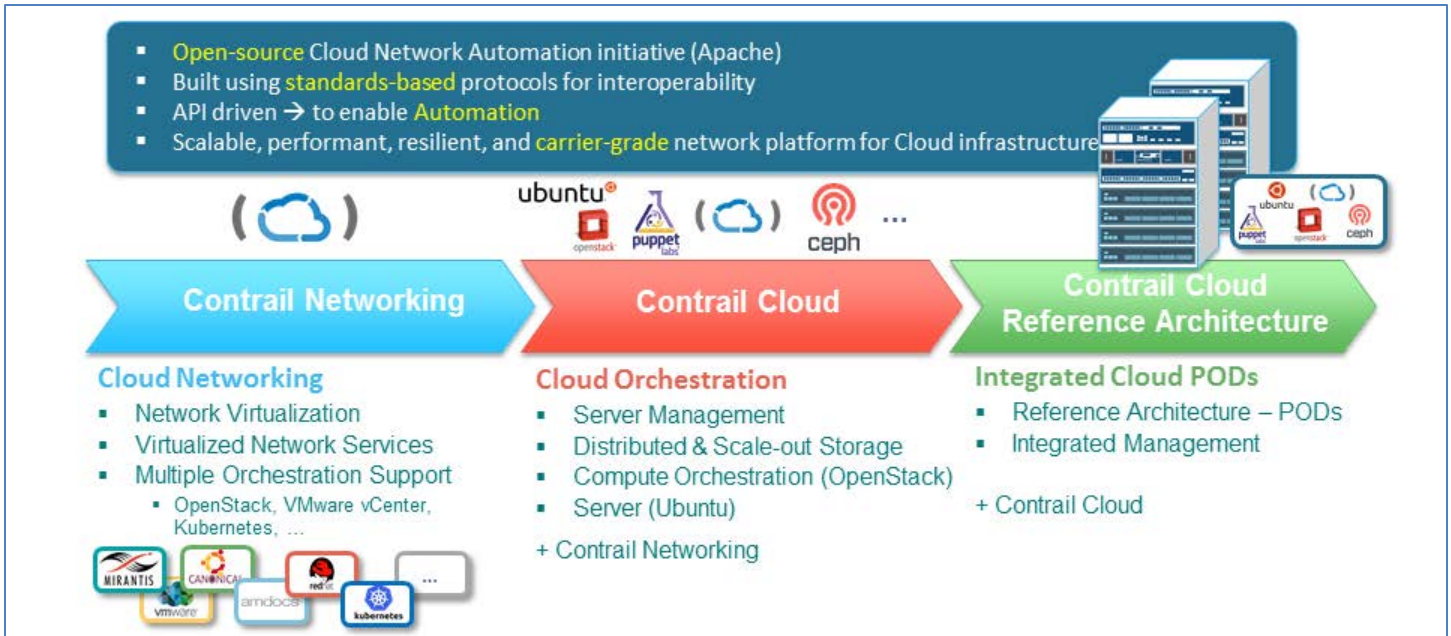 ▪ Open-source Cloud Network Automation initiative (Apache)
▪ Built using standards-based protocols for interoperability
▪ API driven → to enable Automation
▪ Scalable, performant, resilient, and carrier-grade network platform for Cloud infrastructure
ubuntu
openstack
puppet
labs
ceph
...
ubuntu
puppet
labs
openstack
ceph
Contrail Networking
Contrail Cloud
Contrail Cloud
Reference Architecture
Cloud Networking
▪ Network Virtualization
▪ Virtualized Network Services
▪ Multiple Orchestration Support
▪ OpenStack, VMware vCenter,
Kubernetes, ...
MIRANTIS
CANONICAL
redhat
...
vmware
amdocs
kubernetes
Cloud Orchestration
▪ Server Management
▪ Distributed & Scale-out Storage
▪ Compute Orchestration (OpenStack)
▪ Server (Ubuntu)
+ Contrail Networking
Integrated Cloud PODs
▪ Reference Architecture – PODs
▪ Integrated Management
+ Contrail Cloud